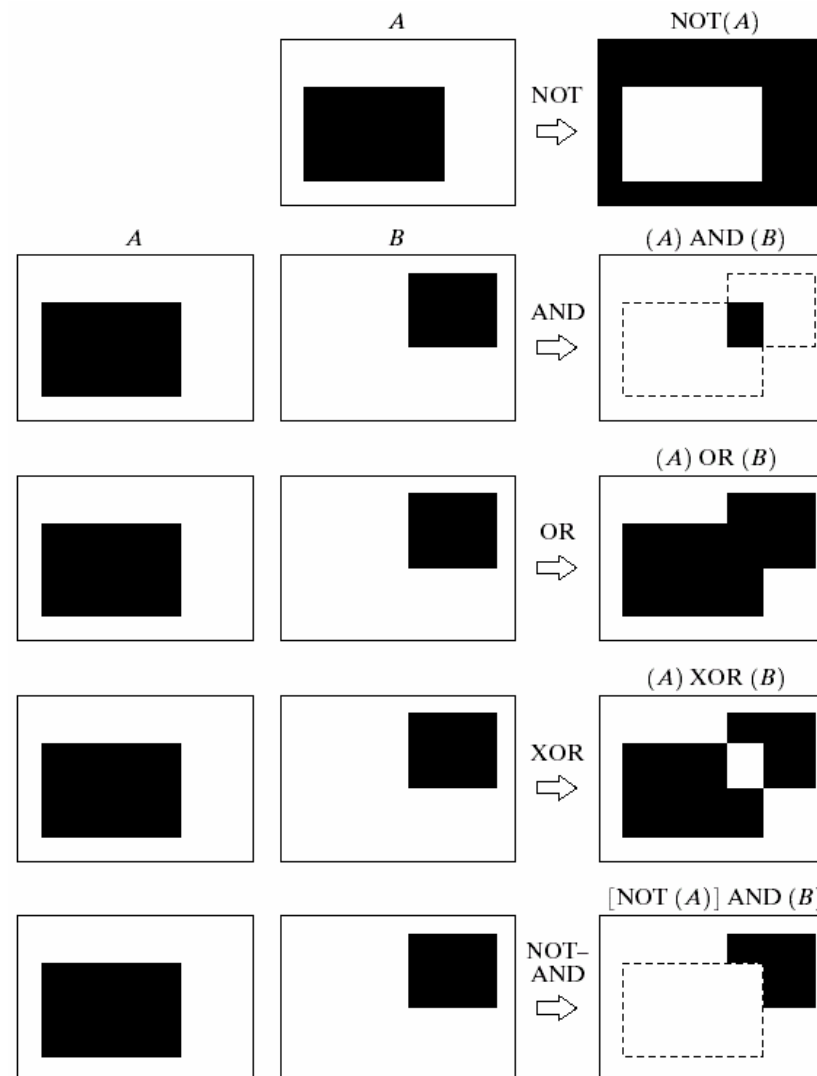 A NOT(A)
NOT
A B (A) AND (B)
AND
(A) OR (B)
OR
(A) XOR (B)
XOR
[NOT (A)] AND (B)
NOT–
AND